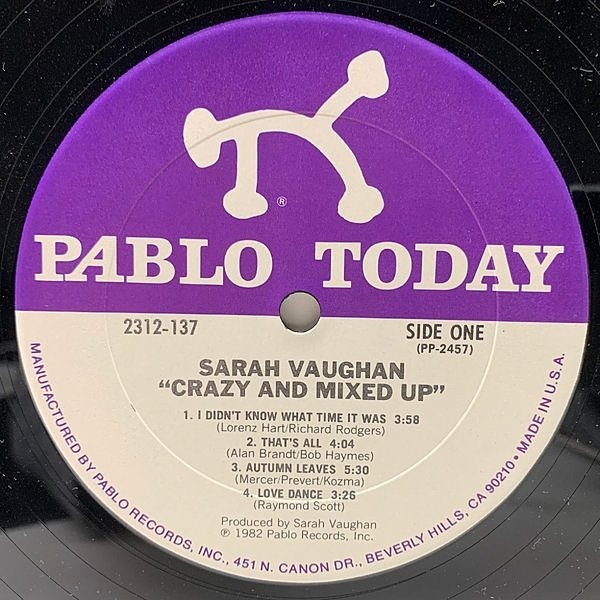 ®
PABLO TODAY
2312-137
SIDE ONE
(PP-2457)
SARAH VAUGHAN
“CRAZY AND MIXED UP”
1. I DIDN'T KNOW WHAT TIME IT WAS 3:58
(Lorenz Hart/Richard Rodgers)
2. THAT'S ALL 4:04
(Alan Brandt/Bob Haymes)
3. AUTUMN LEAVES 5:30
(Mercer/Prevert/Kozma)
4. LOVE DANCE 3:26
(Raymond Scott)
Produced by Sarah Vaughan
℗ 1982 Pablo Records, Inc.
MANUFACTURED BY PABLO RECORDS, INC., 451 N. CANON DR., BEVERLY HILLS, CA 90210 • MADE IN U.S.A.